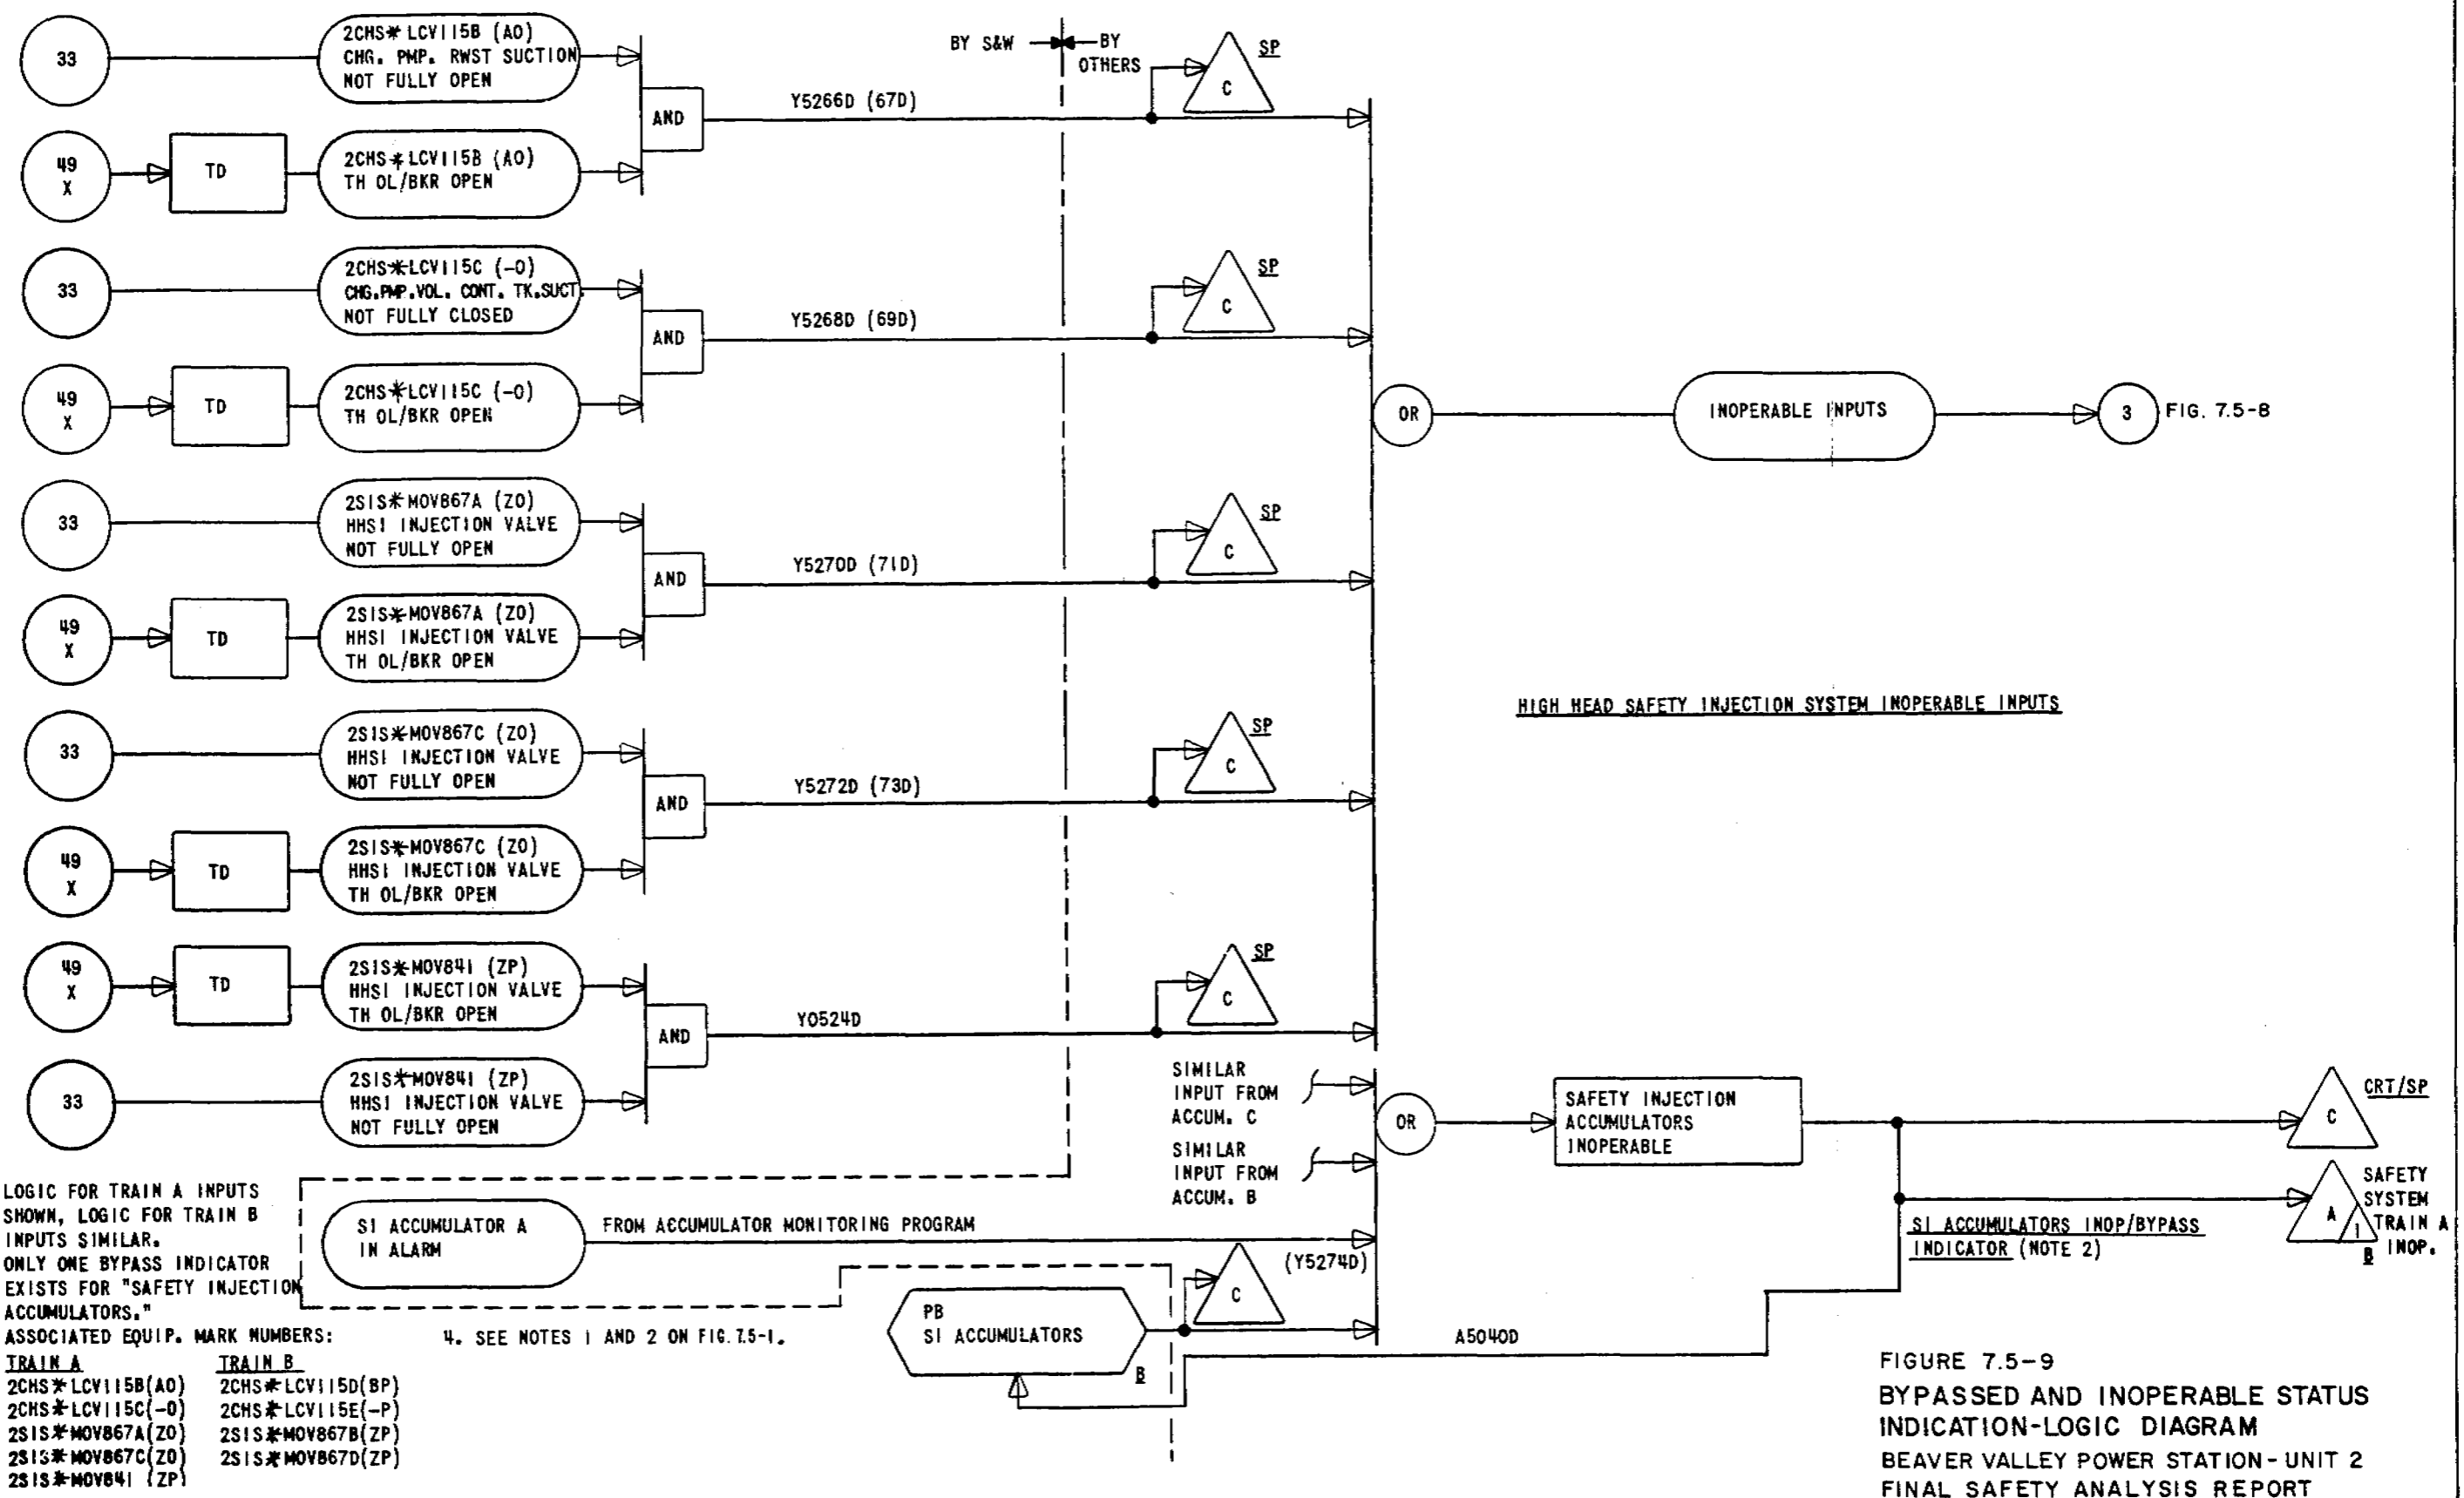 33
2CHS*LCV115B (AO)
CHG. PMP. RWST SUCTION
NOT FULLY OPEN
49
X
TD
2CHS*LCV115B (AO)
TH OL/BKR OPEN
AND
Y5266D (67D)
BY S&W
BY
OTHERS
C
SP
33
2CHS*LCV115C (-O)
CHG.PMP.VOL. CONT. TK.SUCT.
NOT FULLY CLOSED
49
X
TD
2CHS*LCV115C (-O)
TH OL/BKR OPEN
AND
Y5268D (69D)
C
SP
OR
INOPERABLE INPUTS
3
FIG. 7.5-8
33
2SIS*MOV867A (ZO)
HHSI INJECTION VALVE
NOT FULLY OPEN
49
X
TD
2SIS*MOV867A (ZO)
HHSI INJECTION VALVE
TH OL/BKR OPEN
AND
Y5270D (71D)
C
SP
HIGH HEAD SAFETY INJECTION SYSTEM INOPERABLE INPUTS
33
2SIS*MOV867C (ZO)
HHSI INJECTION VALVE
NOT FULLY OPEN
49
X
TD
2SIS*MOV867C (ZO)
HHSI INJECTION VALVE
TH OL/BKR OPEN
AND
Y5272D (73D)
C
SP
49
X
TD
2SIS*MOV841 (ZP)
HHSI INJECTION VALVE
TH OL/BKR OPEN
33
2SIS*MOV841 (ZP)
HHSI INJECTION VALVE
NOT FULLY OPEN
AND
Y0524D
C
SP
SIMILAR
INPUT FROM
ACCUM. C
SIMILAR
INPUT FROM
ACCUM. B
OR
SAFETY INJECTION
ACCUMULATORS
INOPERABLE
C
CRT/SP
A
1
B
SAFETY
SYSTEM
TRAIN A
INOP.
SI ACCUMULATORS INOP/BYPASS
INDICATOR (NOTE 2)
SI ACCUMULATOR A
IN ALARM
FROM ACCUMULATOR MONITORING PROGRAM
(Y5274D)
C
PB
SI ACCUMULATORS
B
A5040D
LOGIC FOR TRAIN A INPUTS
SHOWN, LOGIC FOR TRAIN B
INPUTS SIMILAR.
ONLY ONE BYPASS INDICATOR
EXISTS FOR "SAFETY INJECTION
ACCUMULATORS."
ASSOCIATED EQUIP. MARK NUMBERS:
4. SEE NOTES 1 AND 2 ON FIG.7.5-1.
TRAIN A TRAIN B
2CHS*LCV115B(AO) 2CHS*LCV115D(BP)
2CHS*LCV115C(-O) 2CHS*LCV115E(-P)
2SIS*MOV867A(ZO) 2SIS*MOV867B(ZP)
2SIS*MOV867C(ZO) 2SIS*MOV867D(ZP)
2SIS*MOV841 (ZP)
FIGURE 7.5-9
BYPASSED AND INOPERABLE STATUS
INDICATION-LOGIC DIAGRAM
BEAVER VALLEY POWER STATION-UNIT 2
FINAL SAFETY ANALYSIS REPORT